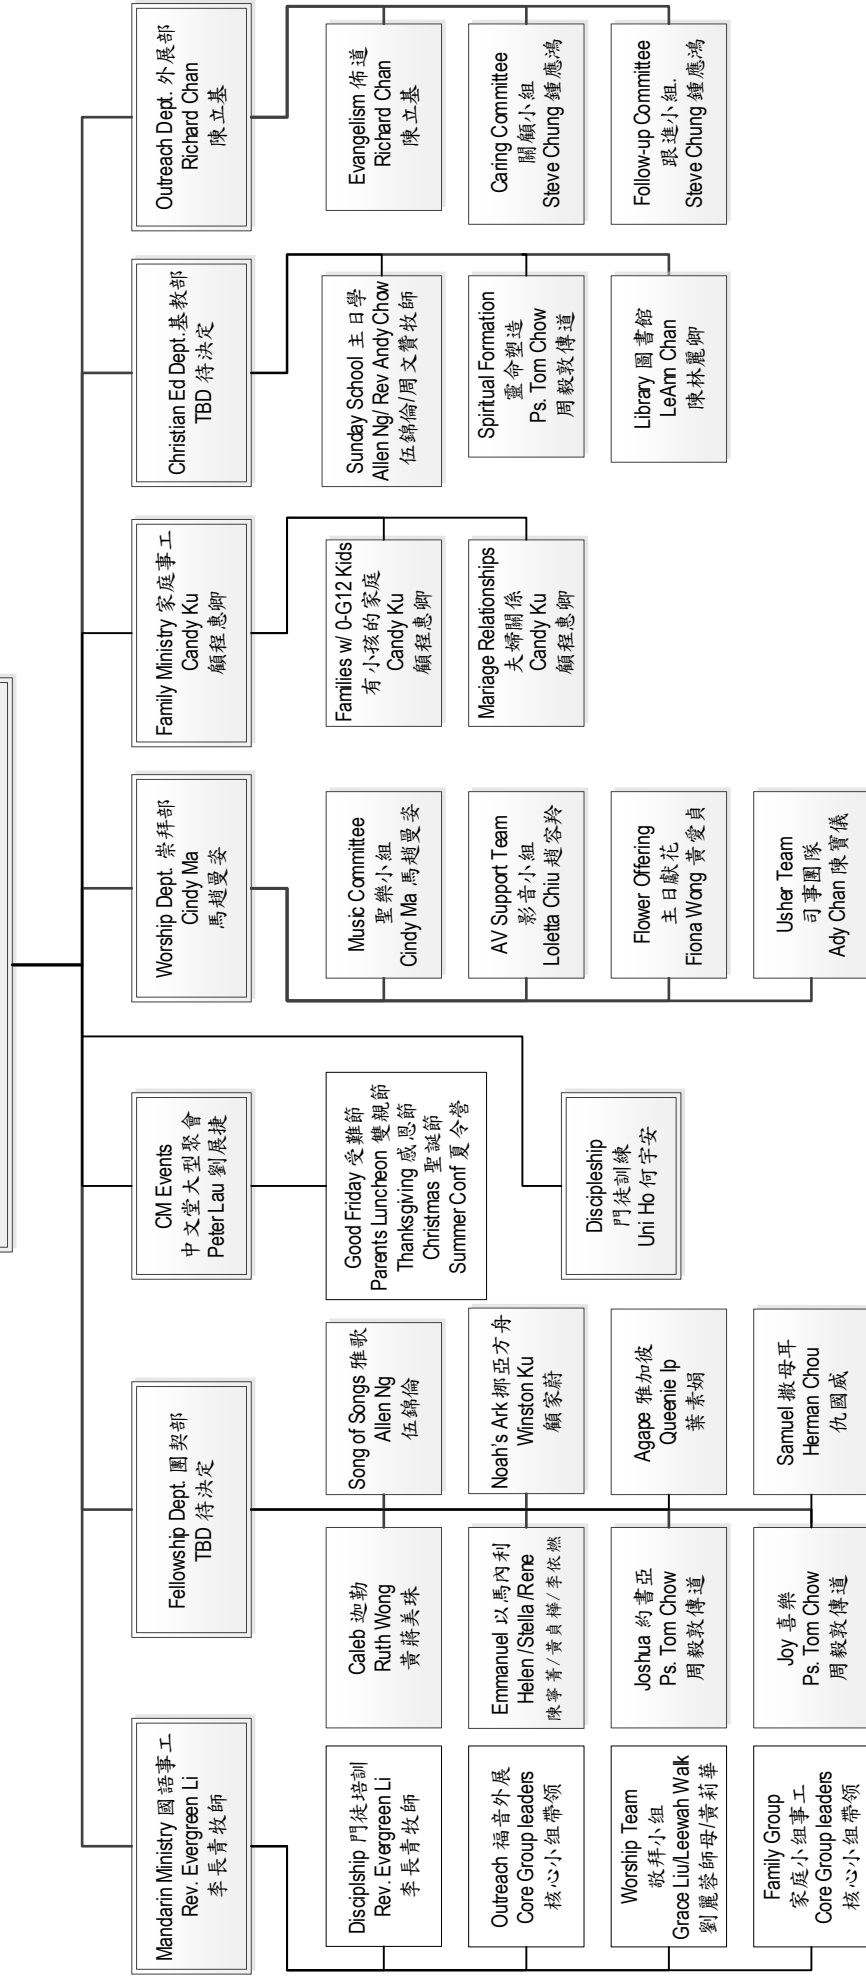 Mandarin Ministry 國語事工
Rev. Evergreen Li
李長青牧師
Disciplship 門徒培訓
Rev. Evergreen Li
李長青牧師
Outreach 福音外展
Core Group leaders
核心小组帶领
Worship Team
敬拜小组
Grace Liu/Leewah Walk
劉麗蓉師母/黃莉華
Family Group
家庭小组事工
Core Group leaders
核心小组帶领
Fellowship Dept. 團契部
TBD 待決定
Caleb 迦勒
Ruth Wong
黃蔣美珠
Song of Songs 雅歌
Allen Ng
伍錦倫
Emmanuel 以馬內利
Helen /Stella /Rene
陳寧菁/黃貞樺/李依燃
Noah's Ark 挪亞方舟
Winston Ku
顧家蔚
Joshua 約書亞
Ps. Tom Chow
周毅敦傳道
Agape 雅加彼
Queenie Ip
葉素娟
Joy 喜樂
Ps. Tom Chow
周毅敦傳道
Samuel 撒母耳
Herman Chou
仇國威
CM Events
中文堂大型聚會
Peter Lau 劉展捷
Good Friday 受難節
Parents Luncheon 雙親節
Thanksgiving 感恩節
Christmas 聖誕節
Summer Conf 夏令營
Discipleship
門徒訓練
Uni Ho 何宇安
Worship Dept. 崇拜部
Cindy Ma
馬趙曼姿
Music Committee
聖樂小組
Cindy Ma 馬趙曼姿
AV Support Team
影音小組
Loletta Chiu 趙容羚
Flower Offering
主日獻花
Fiona Wong 黃愛貞
Usher Team
司事團隊
Ady Chan 陳寶儀
Family Ministry 家庭事工
Candy Ku
顧程惠卿
Families w/ 0-G12 Kids
有小孩的家庭
Candy Ku
顧程惠卿
Mariage Relationships
夫婦關係
Candy Ku
顧程惠卿
Christian Ed Dept.基教部
TBD 待決定
Sunday School 主日學
Allen Ng/ Rev Andy Chow
伍錦倫/周文贊牧師
Spiritual Formation
靈命塑造
Ps. Tom Chow
周毅敦傳道
Library 圖書館
LeAnn Chan
陳林麗卿
Outreach Dept. 外展部
Richard Chan
陳立基
Evangelism 佈道
Richard Chan
陳立基
Caring Committee
關顧小組
Steve Chung 鍾應鴻
Follow-up Committee
跟進小組.
Steve Chung 鍾應鴻